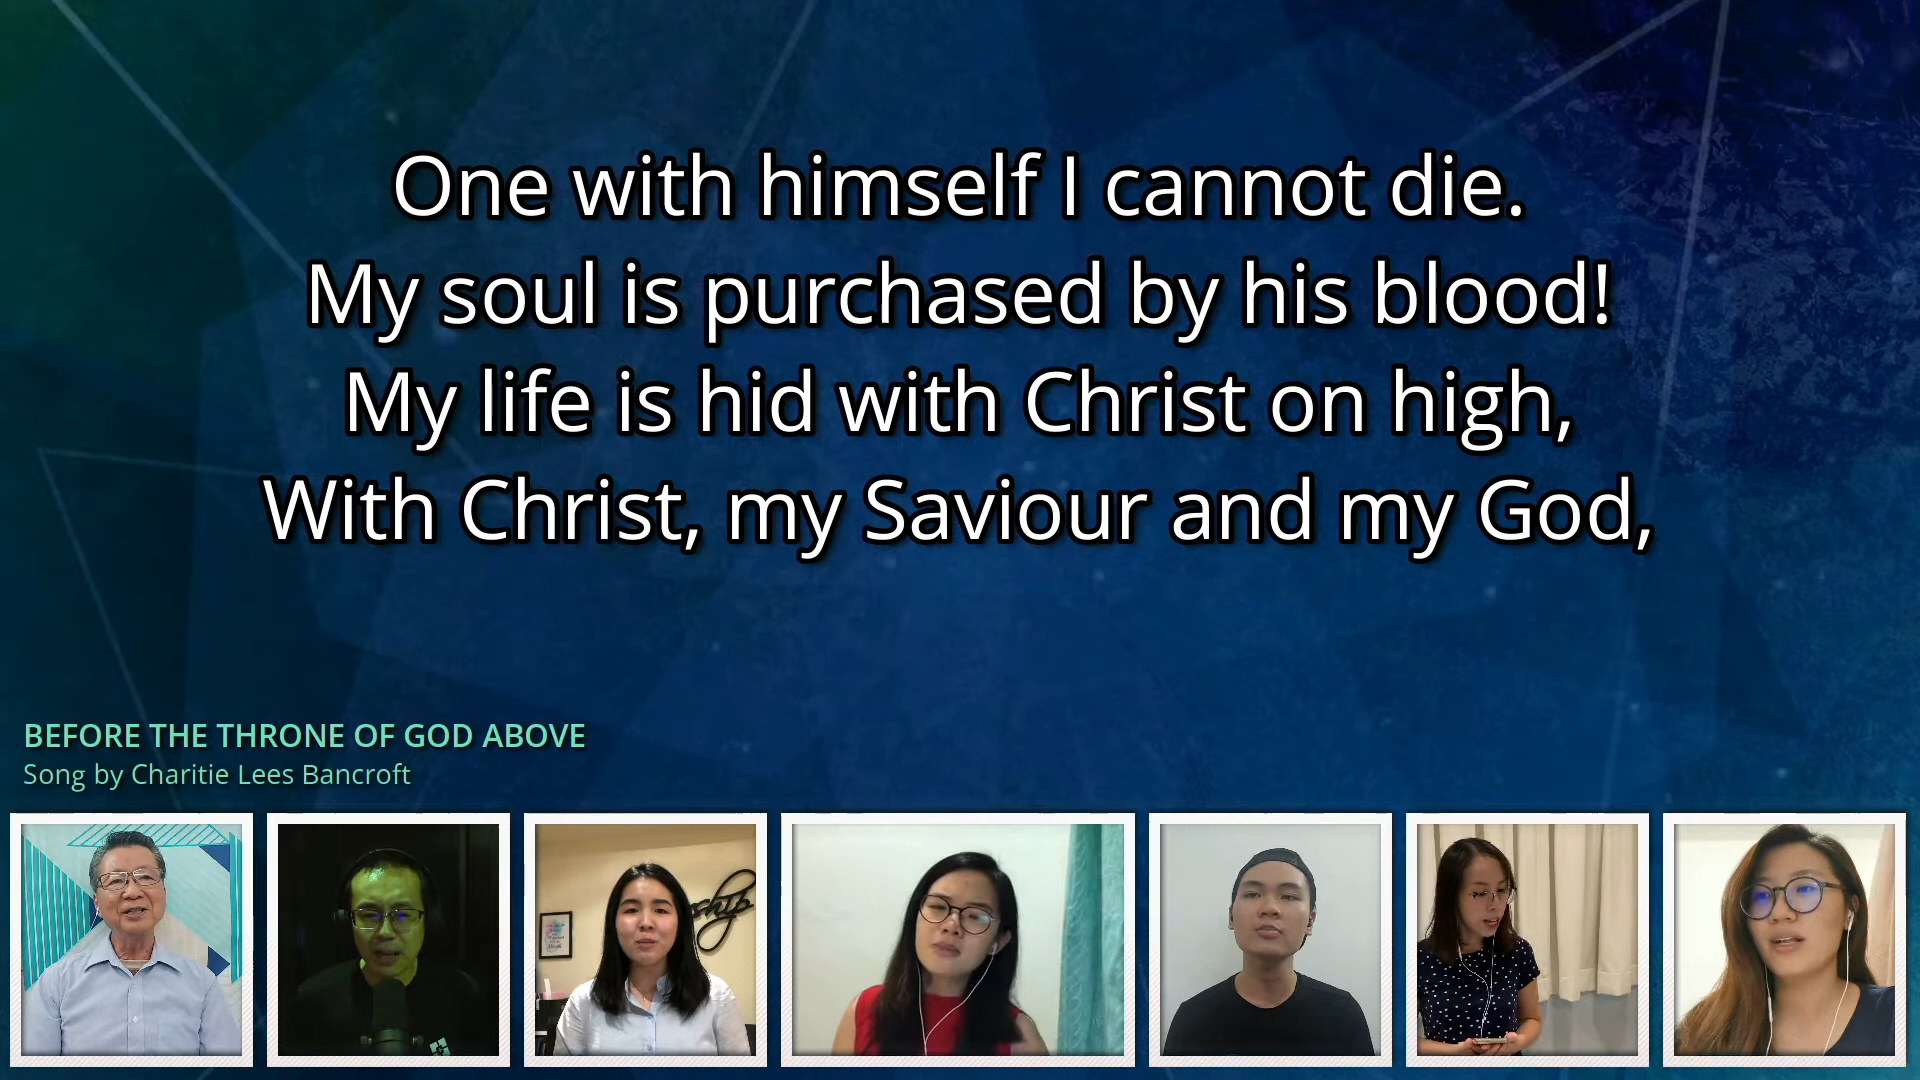 One with himself I cannot die.
My soul is purchased by his blood!
My life is hid with Christ on high,
With Christ, my Saviour and my God,
BEFORE THE THRONE OF GOD ABOVE
Song by Charitie Lees Bancroft